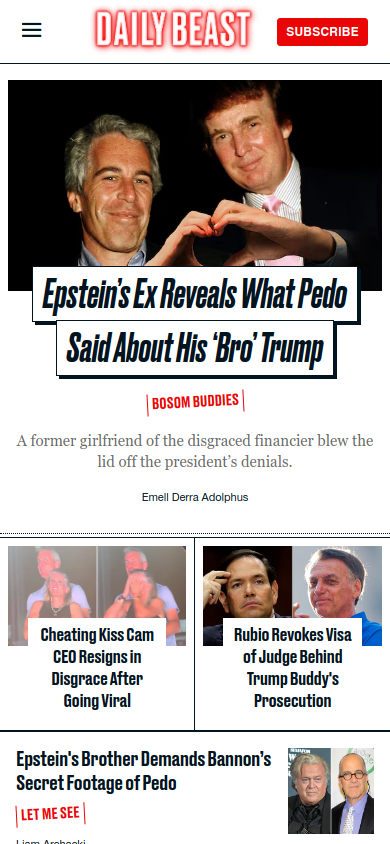 DAILY BEAST
SUBSCRIBE
Epstein's Ex Reveals What Pedo
Said About His 'Bro' Trump
BOSOM BUDDIES
A former girlfriend of the disgraced financier blew the
lid off the president's denials.
Emell Derra Adolphus
Cheating Kiss Cam
CEO Resigns in
Disgrace After
Going Viral
Rubio Revokes Visa
of Judge Behind
Trump Buddy's
Prosecution
Epstein's Brother Demands Bannon's
Secret Footage of Pedo
LET ME SEE